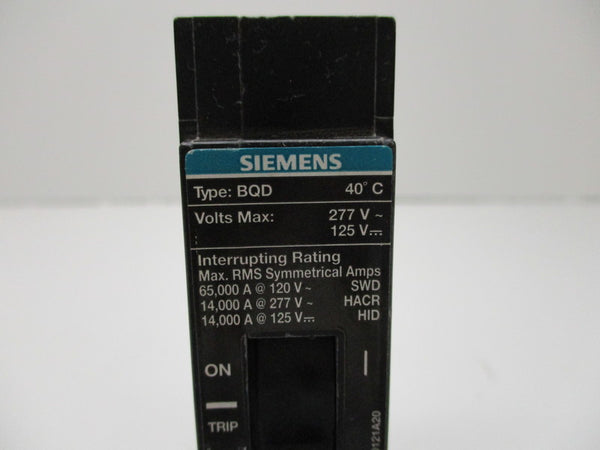 SIEMENS
Type: BQD 40° C
Volts Max: 277 V ~
125 V⎓
Interrupting Rating
Max. RMS Symmetrical Amps
65,000 A @ 120 V ~ SWD
14,000 A @ 277 V ~ HACR
14,000 A @ 125 V⎓ HID
ON |
TRIP
121A20